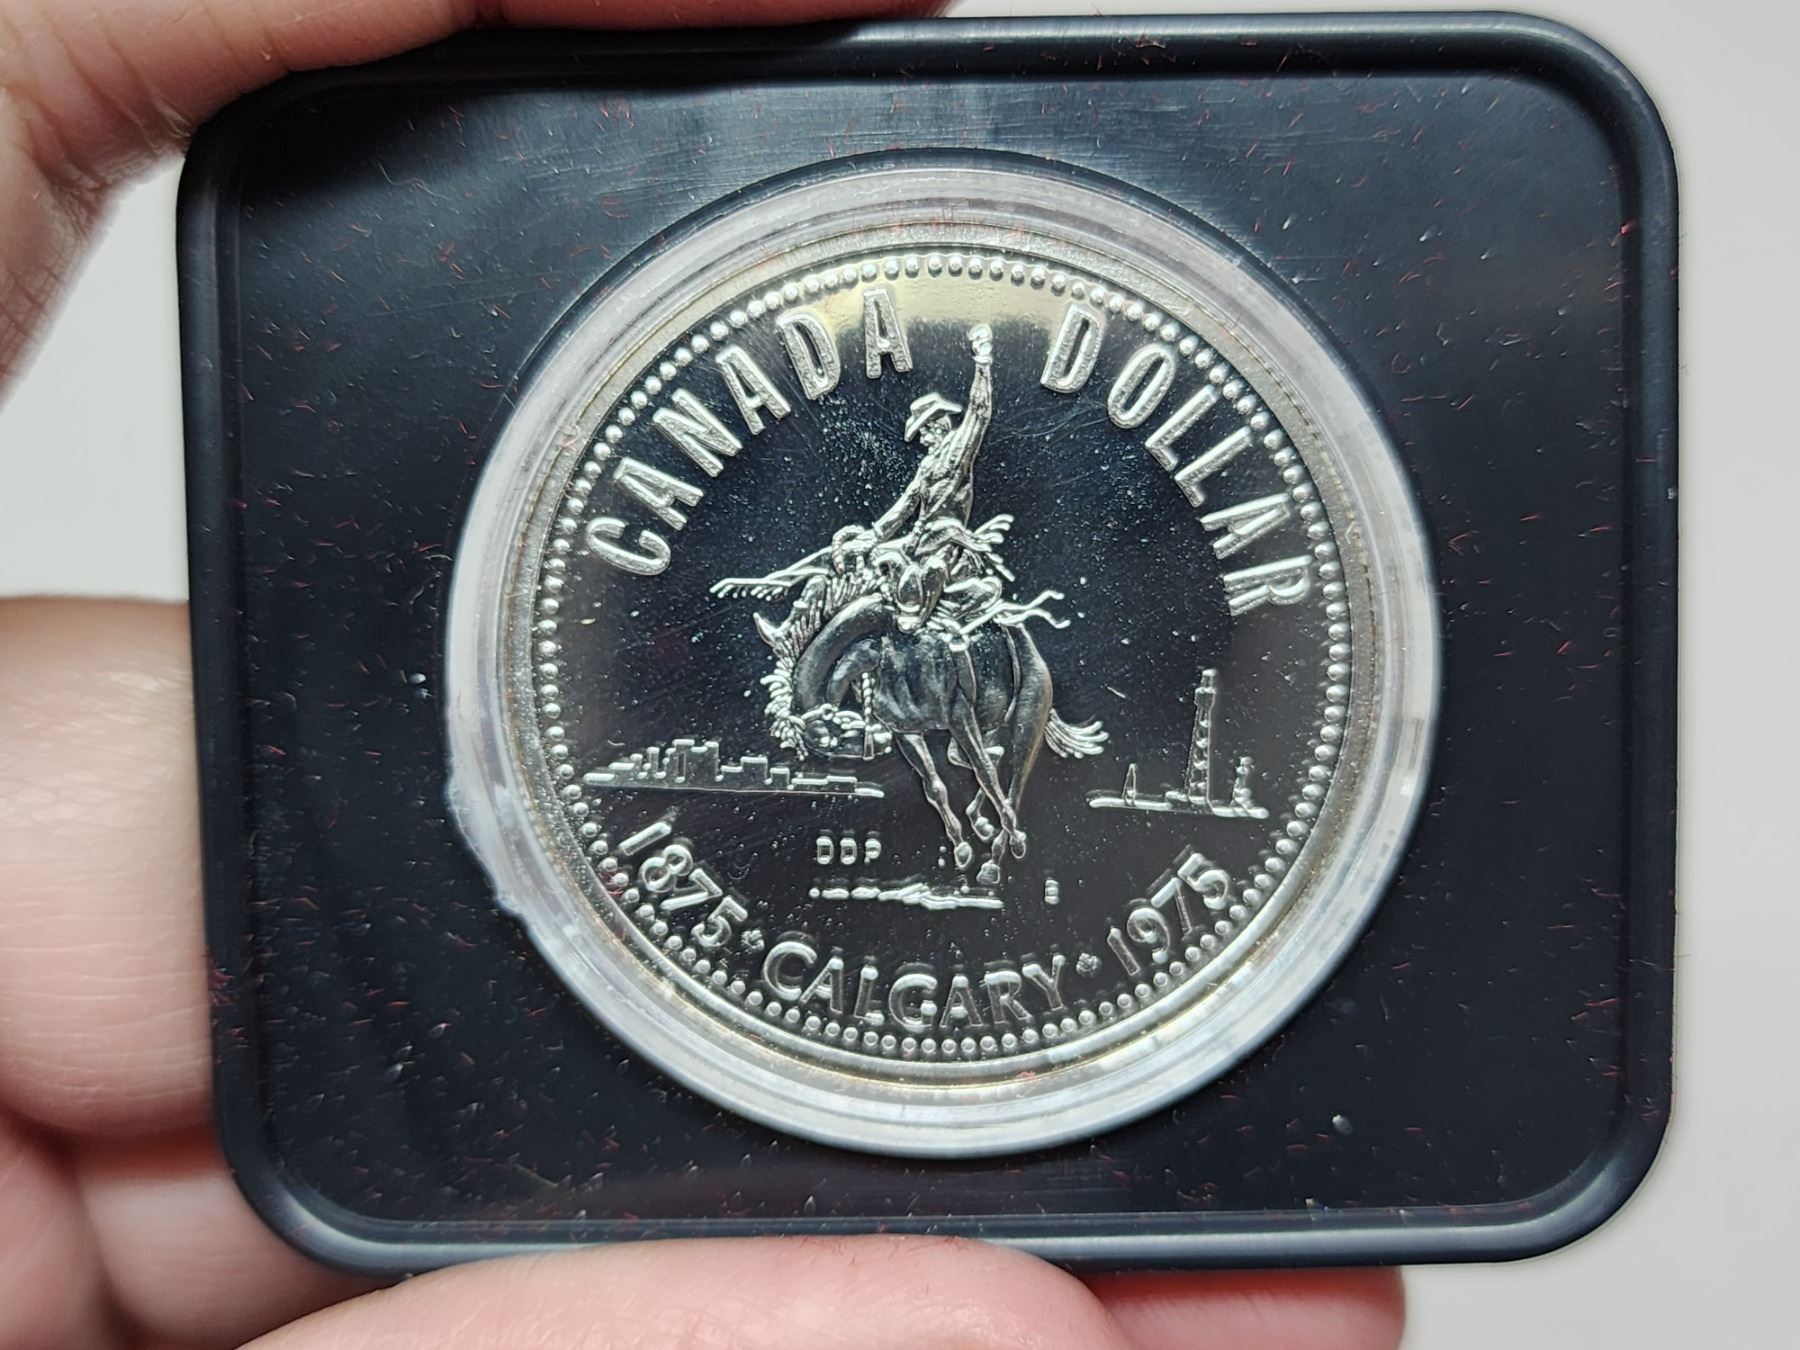 CANADA DOLLAR
DDP
B
1875 • CALGARY • 1975